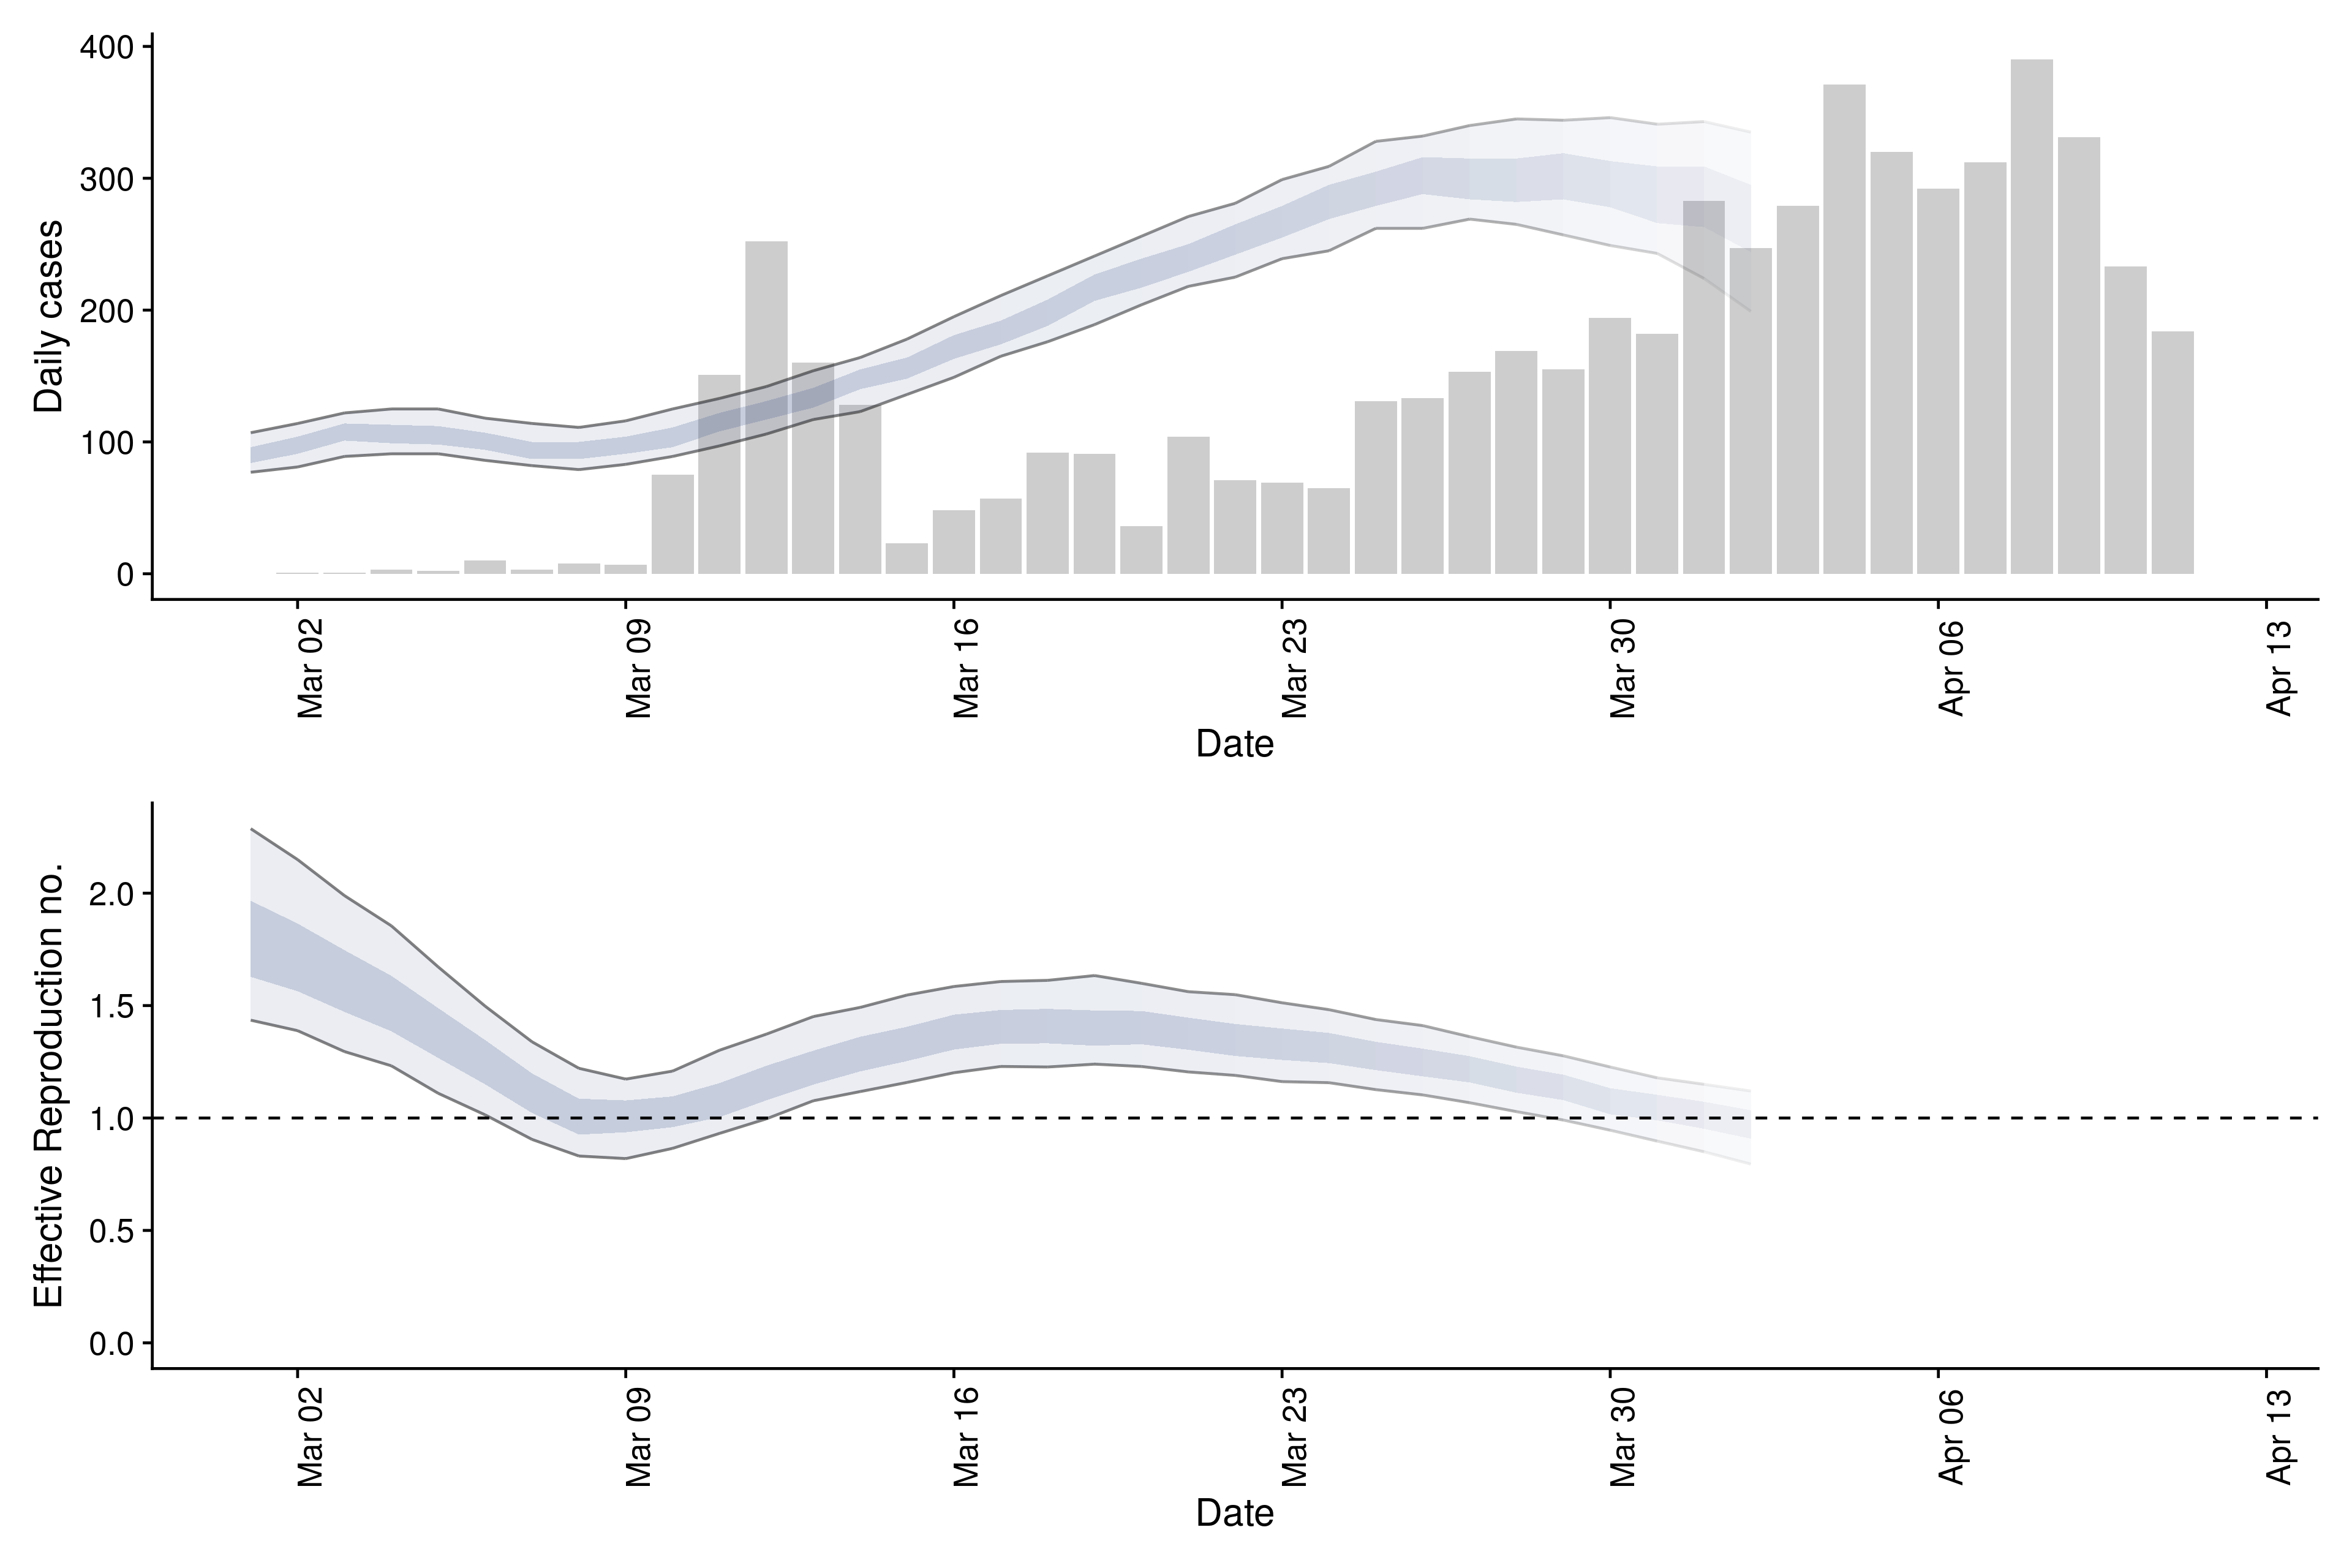 Daily cases
400
300
200
100
0
Mar 02
Mar 09
Mar 16
Mar 23
Mar 30
Apr 06
Apr 13
Date
Effective Reproduction no.
2.0
1.5
1.0
0.5
0.0
Mar 02
Mar 09
Mar 16
Mar 23
Mar 30
Apr 06
Apr 13
Date